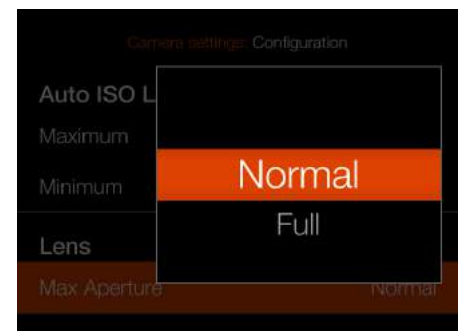 Camera settings: Configuration
Auto ISO L
Maximum
Minimum
Normal
Full
Lens
Max Aperture Normal